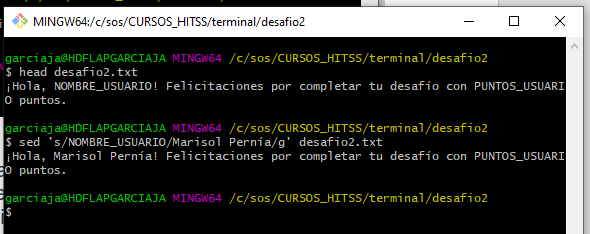 MINGW64:/c/sos/CURSOS_HITSS/terminal/desafio2
garciaja@HDFLAPGARCIAJA MINGW64 /c/sos/CURSOS_HITSS/terminal/desafio2
$ head desafio2.txt
¡Hola, NOMBRE_USUARIO! Felicitaciones por completar tu desafío con PUNTOS_USUARI
O puntos.
garciaja@HDFLAPGARCIAJA MINGW64 /c/sos/CURSOS_HITSS/terminal/desafio2
$ sed 's/NOMBRE_USUARIO/Marisol Pernía/g' desafio2.txt
¡Hola, Marisol Pernía! Felicitaciones por completar tu desafío con PUNTOS_USUARI
O puntos.
garciaja@HDFLAPGARCIAJA MINGW64 /c/sos/CURSOS_HITSS/terminal/desafio2
$